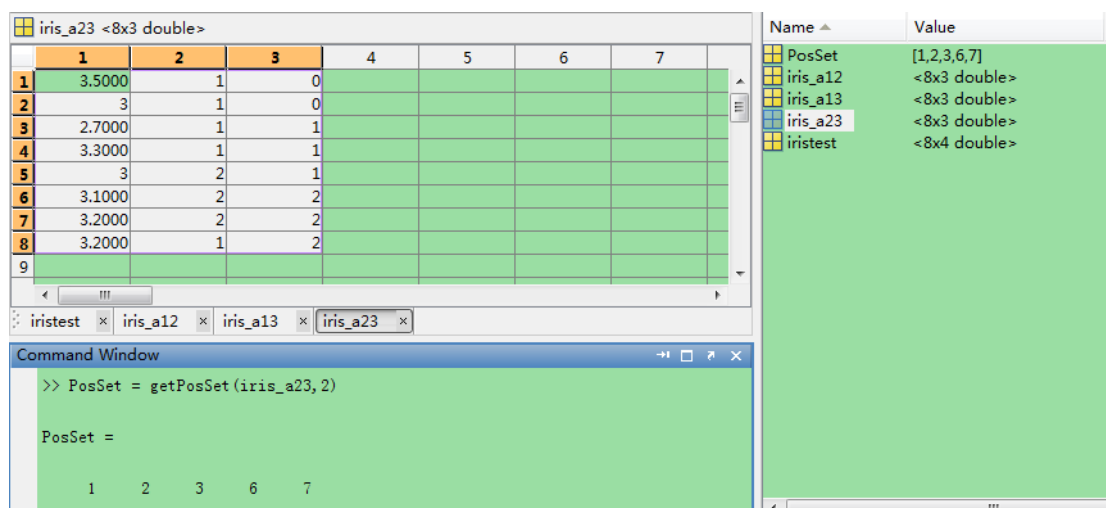 iris_a23 <8x3 double>
1 2 3 4 5 6 7
1 3.5000 1 0
2 3 1 0
3 2.7000 1 1
4 3.3000 1 1
5 3 2 1
6 3.1000 2 2
7 3.2000 2 2
8 3.2000 1 2
9
iristest × iris_a12 × iris_a13 × iris_a23 ×
Command Window
>> PosSet = getPosSet(iris_a23,2)
PosSet =
1 2 3 6 7
Name Value
PosSet [1,2,3,6,7]
iris_a12 <8x3 double>
iris_a13 <8x3 double>
iris_a23 <8x3 double>
iristest <8x4 double>